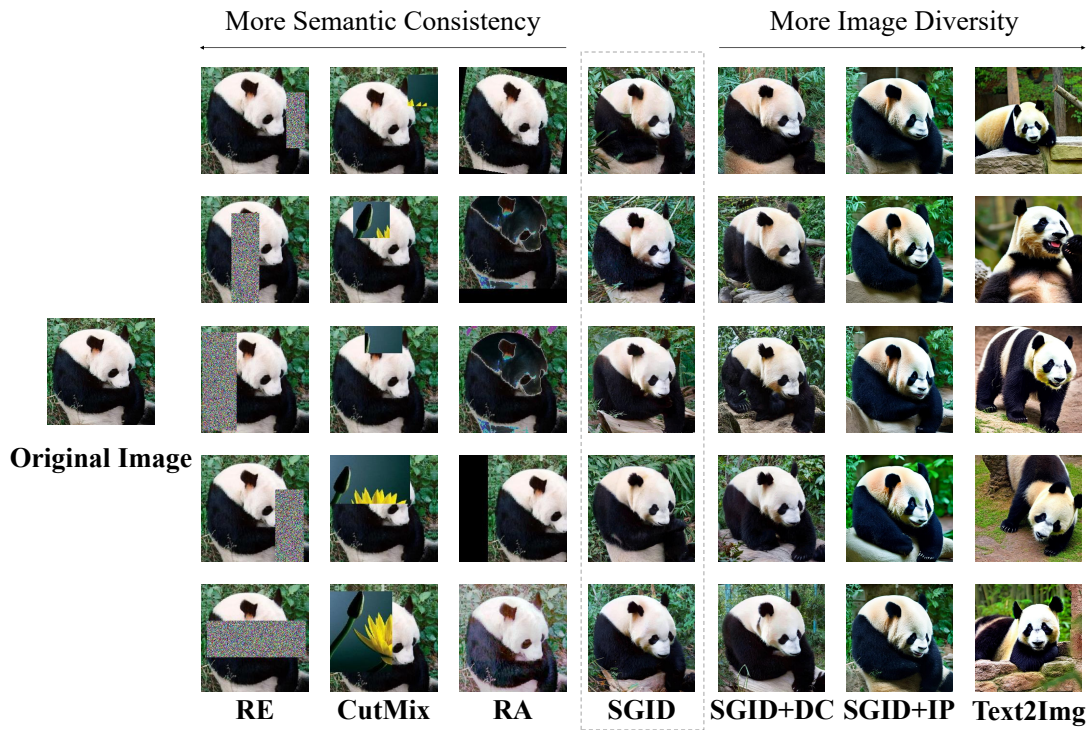 More Semantic Consistency
More Image Diversity
Original Image
RE
CutMix
RA
SGID
SGID+DC
SGID+IP
Text2Img